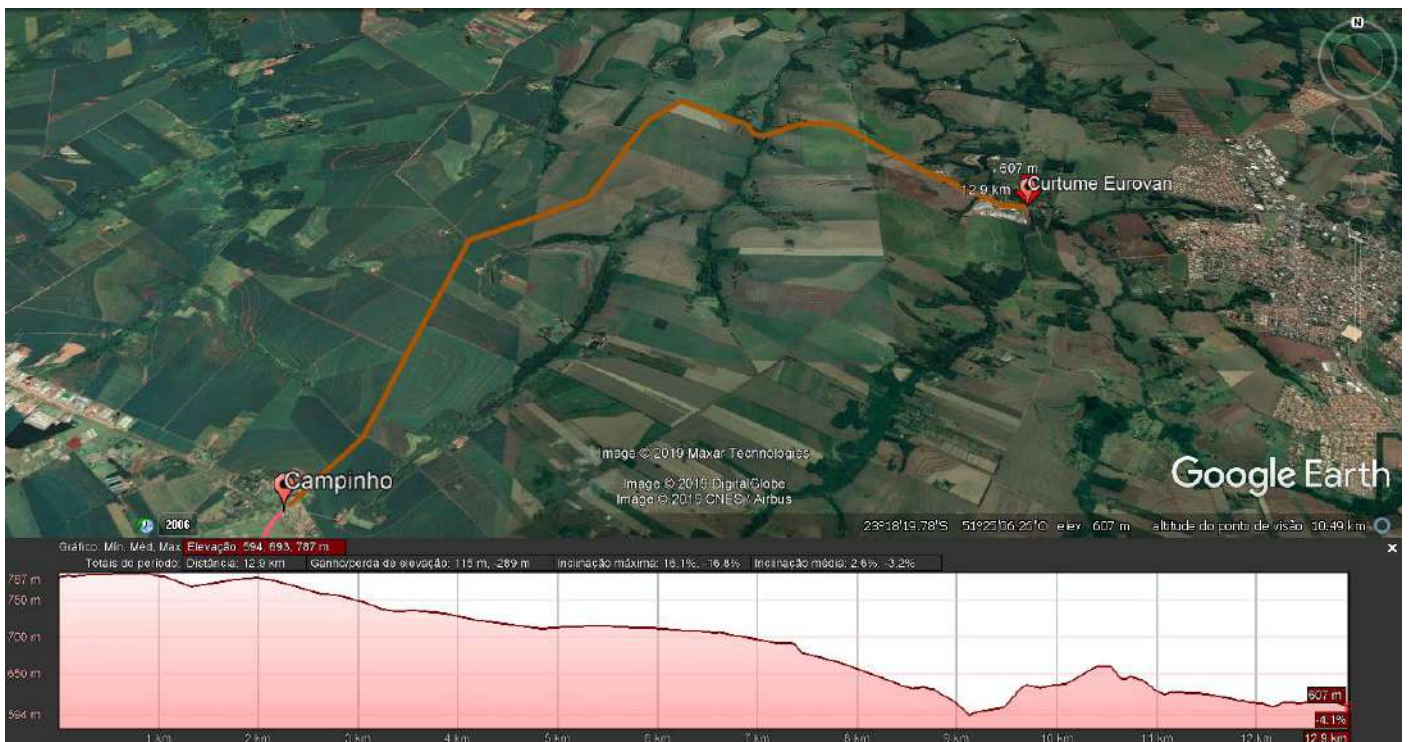 N
607 m
12.9 km
Curtume Eurovan
Campinho
Image © 2019 Maxar Technologies
Image © 2019 DigitalGlobe
Image © 2019 CNES / Airbus
Google Earth
2006
23°18'19.78"S 51°25'06.26"O elev 607 m altitude do ponto de visão 10.49 km
Gráfico: Mín, Méd, Máx Elevação: 594, 693, 787 m
Totais do período: Distância: 12.9 km Ganho/perda de elevação: 116 m, -289 m Inclinação máxima: 16.1%, -16.8% Inclinação média: 2.6%, -3.2%
787 m
750 m
700 m
650 m
594 m
607 m
-4.1%
1 km 2 km 3 km 4 km 5 km 6 km 7 km 8 km 9 km 10 km 11 km 12 km 12.9 km